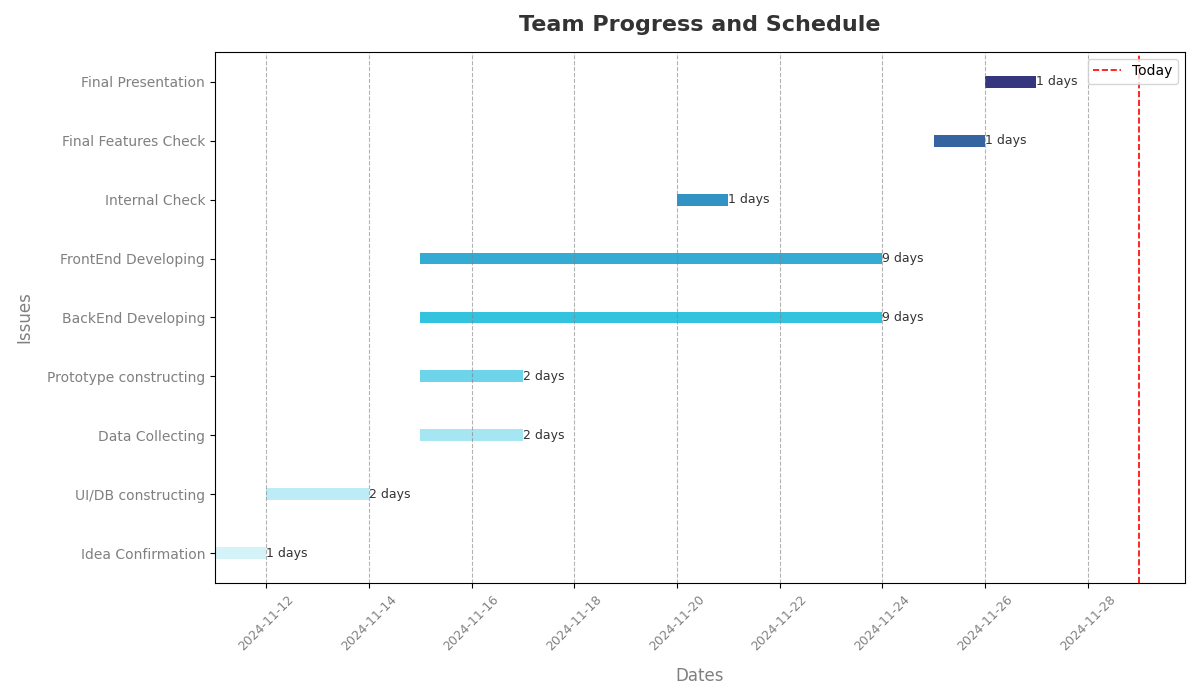 Team Progress and Schedule
Today
Final Presentation
1 days
Final Features Check
1 days
Internal Check
1 days
FrontEnd Developing
9 days
BackEnd Developing
9 days
Prototype constructing
2 days
Data Collecting
2 days
UI/DB constructing
2 days
Idea Confirmation
1 days
Issues
2024-11-12
2024-11-14
2024-11-16
2024-11-18
2024-11-20
2024-11-22
2024-11-24
2024-11-26
2024-11-28
Dates